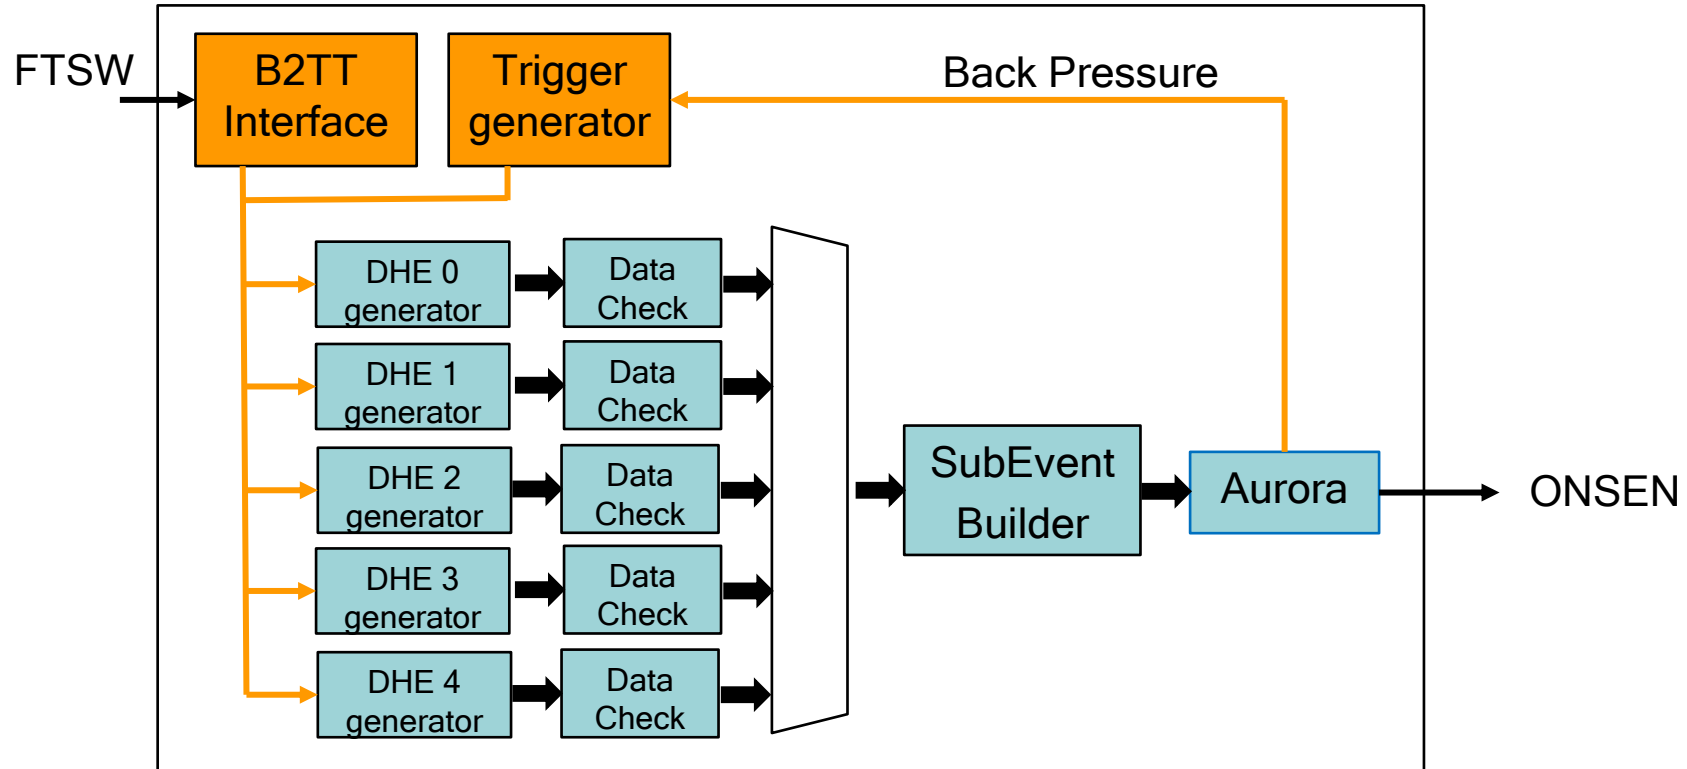 FTSW
B2TT
Interface
Trigger
generator
Back Pressure
DHE 0
generator
Data
Check
DHE 1
generator
Data
Check
DHE 2
generator
Data
Check
DHE 3
generator
Data
Check
DHE 4
generator
Data
Check
SubEvent
Builder
Aurora
ONSEN